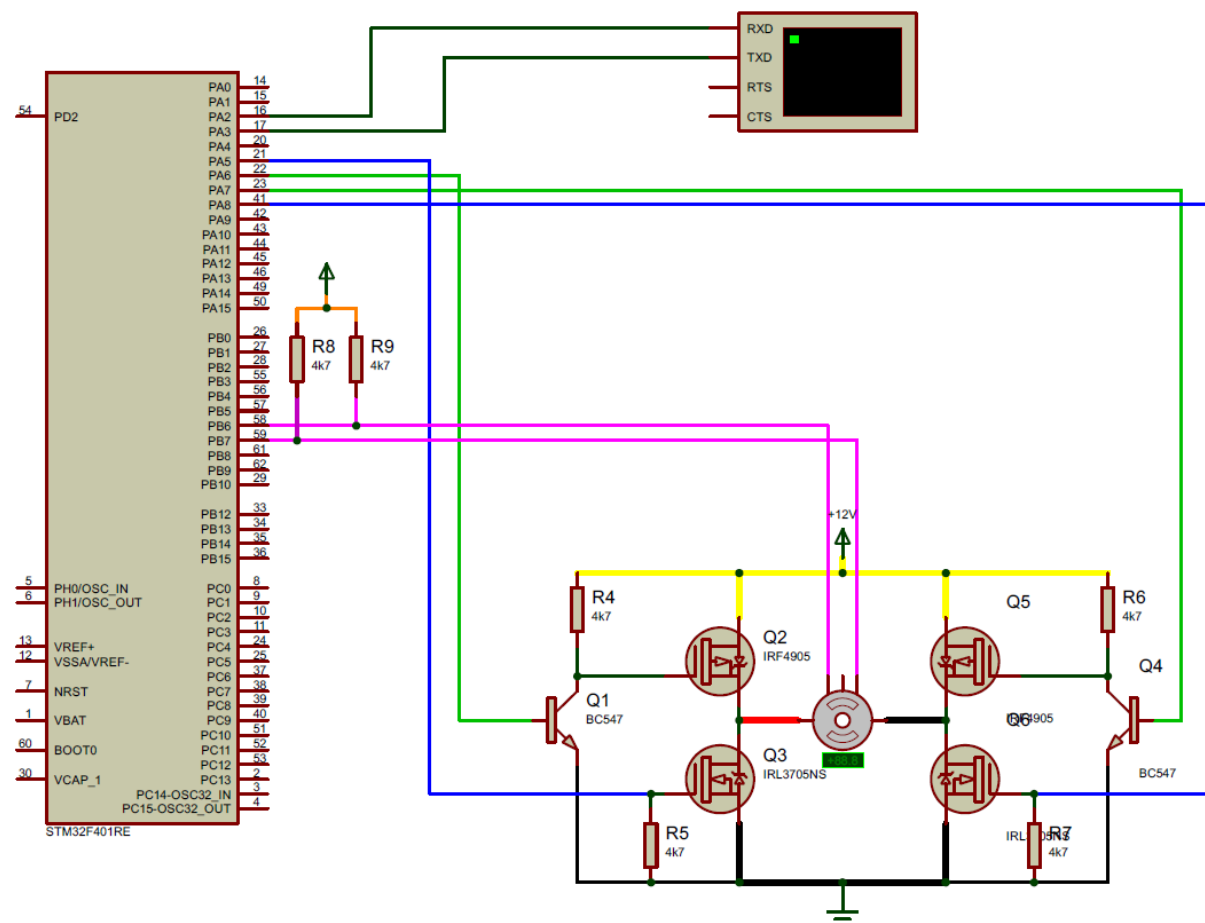 RXD
TXD
RTS
CTS
54
PD2
PA0 14
PA1 15
PA2 16
PA3 17
PA4 20
PA5 21
PA6 22
PA7 23
PA8 41
PA9 42
PA10 43
PA11 44
PA12 45
PA13 46
PA14 49
PA15 50
PB0 26
PB1 27
PB2 28
PB3 55
PB4 56
PB5 57
PB6 58
PB7 59
PB8 61
PB9 62
PB10 29
PB12 33
PB13 34
PB14 35
PB15 36
5 PH0/OSC_IN
6 PH1/OSC_OUT
13 VREF+
12 VSSA/VREF-
7 NRST
1 VBAT
60 BOOT0
30 VCAP_1
PC0 8
PC1 9
PC2 10
PC3 11
PC4 24
PC5 25
PC6 37
PC7 38
PC8 39
PC9 40
PC10 51
PC11 52
PC12 53
PC13 2
PC14-OSC32_IN 3
PC15-OSC32_OUT 4
STM32F401RE
R8
4k7
R9
4k7
+12V
R4
4k7
Q2
IRF4905
Q5
R6
4k7
Q1
BC547
Q4
Q6
IRF4905
Q3
IRL3705NS
BC547
+88.8
R5
4k7
R7
4k7
IRL3705NS